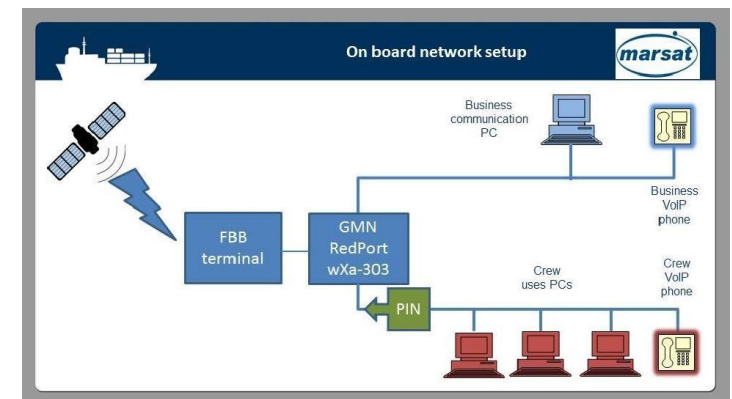 On board network setup
marsat
Business
communication
PC
Business
VoIP
phone
FBB
terminal
GMN
RedPort
wXa-303
PIN
Crew
uses PCs
Crew
VoIP
phone